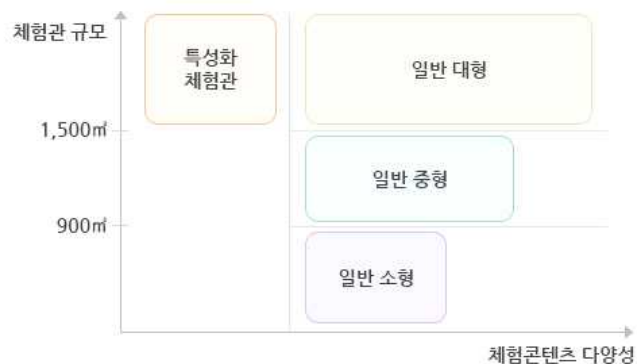 체험관 규모
특성화
체험관
일반 대형
1,500㎡
일반 중형
900㎡
일반 소형
체험콘텐츠 다양성